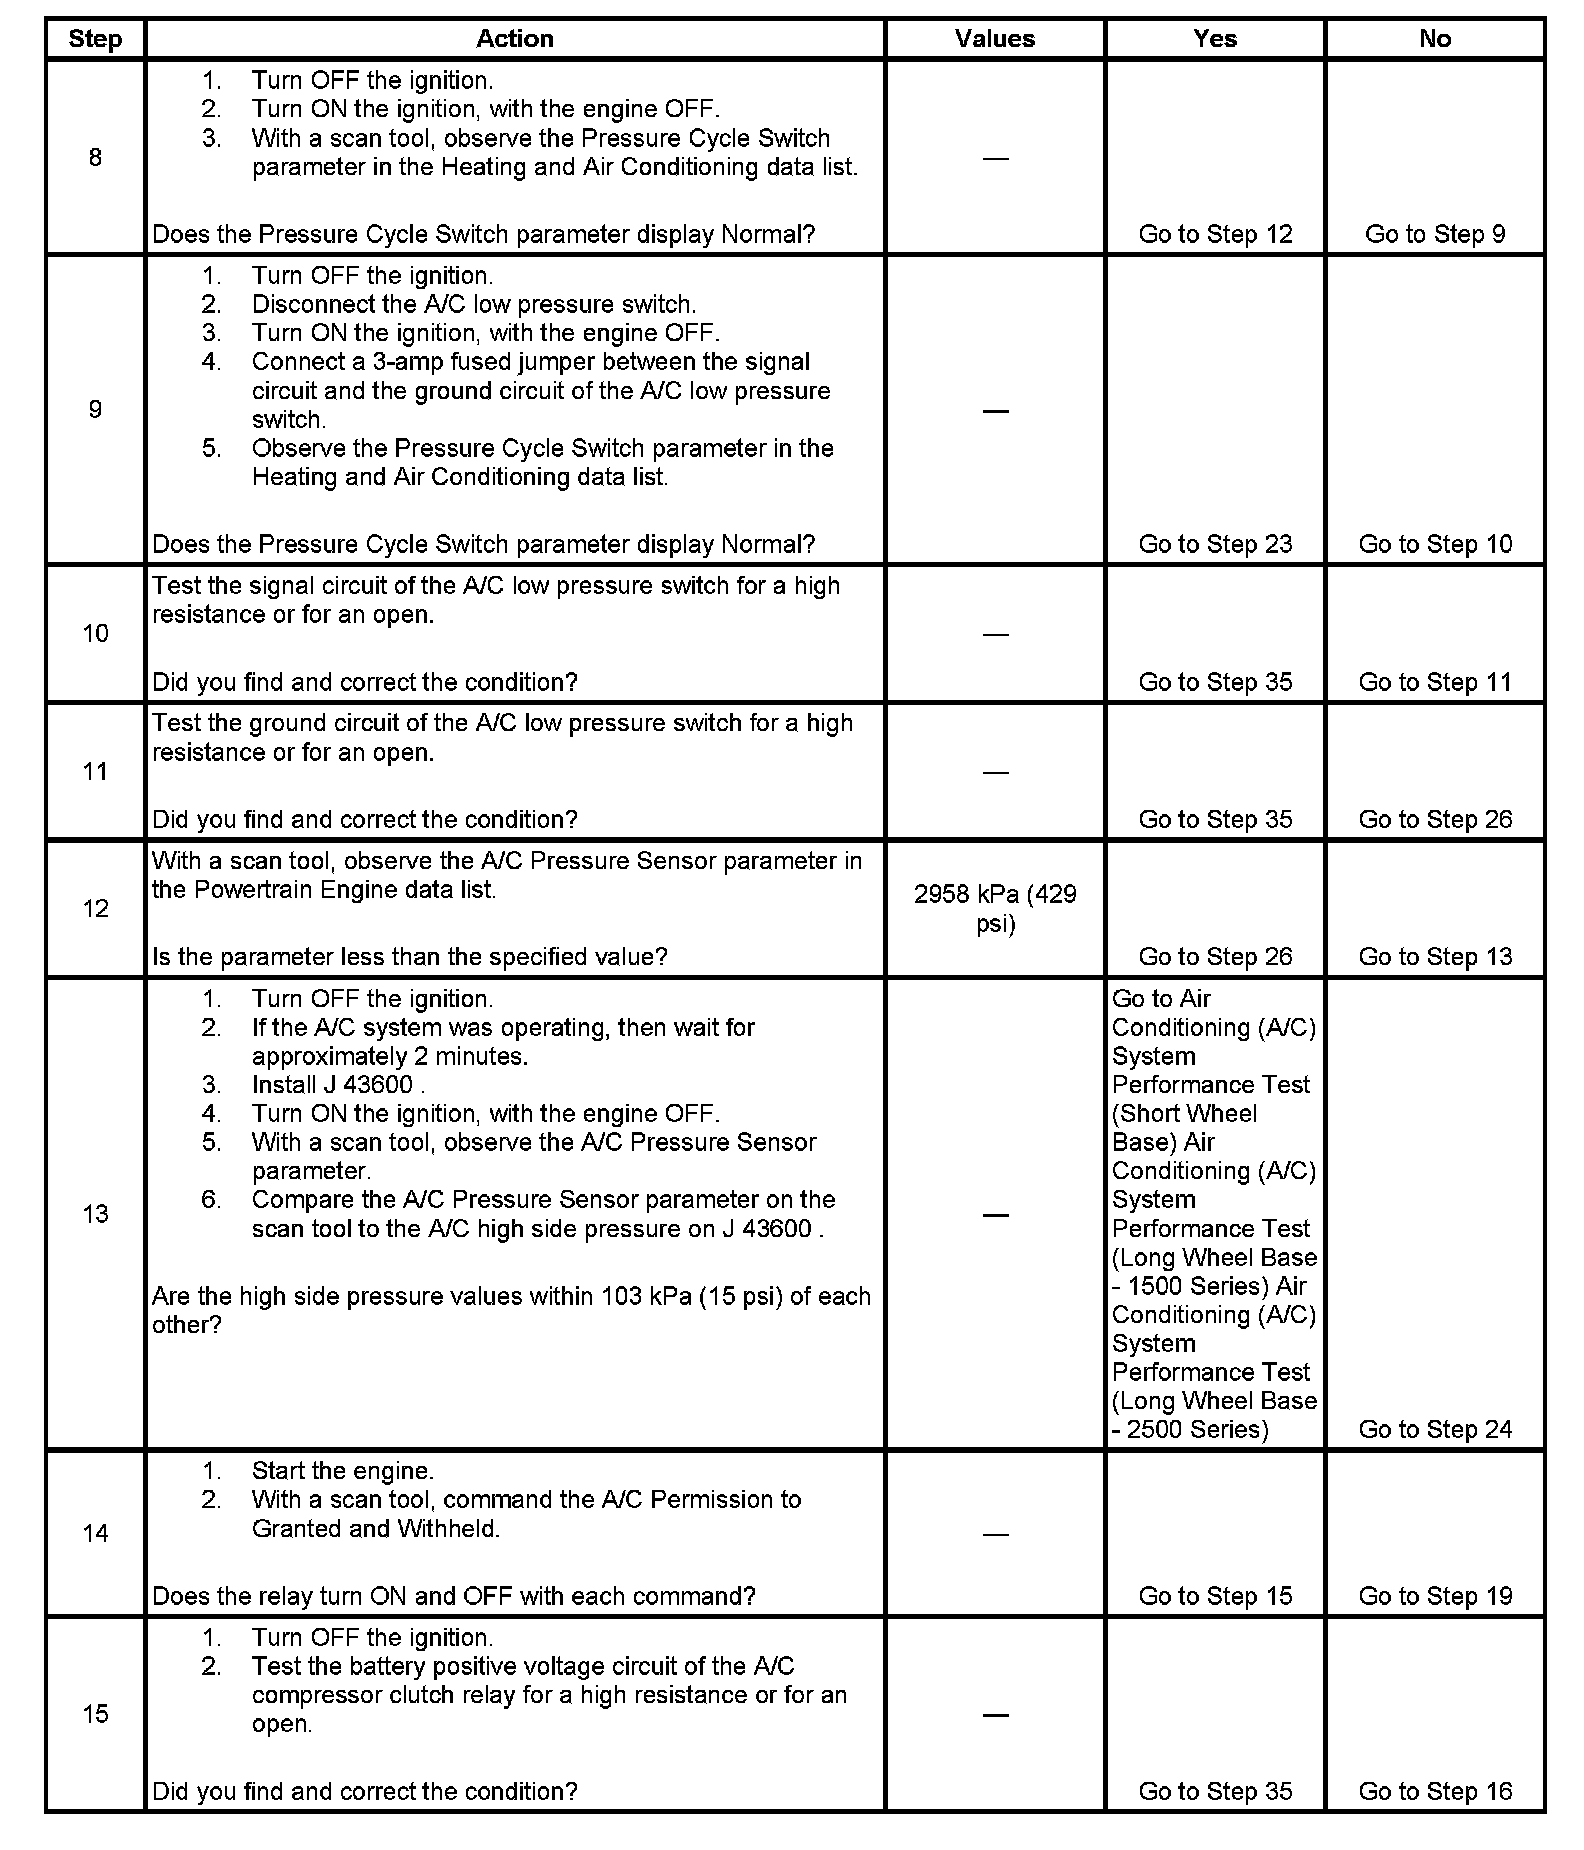 Step Action Values Yes No
8
1. Turn OFF the ignition.
2. Turn ON the ignition, with the engine OFF.
3. With a scan tool, observe the Pressure Cycle Switch
parameter in the Heating and Air Conditioning data list.
—
Does the Pressure Cycle Switch parameter display Normal?
Go to Step 12
Go to Step 9
9
1. Turn OFF the ignition.
2. Disconnect the A/C low pressure switch.
3. Turn ON the ignition, with the engine OFF.
4. Connect a 3-amp fused jumper between the signal
circuit and the ground circuit of the A/C low pressure
switch.
5. Observe the Pressure Cycle Switch parameter in the
Heating and Air Conditioning data list.
—
Does the Pressure Cycle Switch parameter display Normal?
Go to Step 23
Go to Step 10
10
Test the signal circuit of the A/C low pressure switch for a high
resistance or for an open.
—
Did you find and correct the condition?
Go to Step 35
Go to Step 11
11
Test the ground circuit of the A/C low pressure switch for a high
resistance or for an open.
—
Did you find and correct the condition?
Go to Step 35
Go to Step 26
12
With a scan tool, observe the A/C Pressure Sensor parameter in
the Powertrain Engine data list.
Is the parameter less than the specified value?
2958 kPa (429
psi)
Go to Step 26
Go to Step 13
13
1. Turn OFF the ignition.
2. If the A/C system was operating, then wait for
approximately 2 minutes.
3. Install J 43600 .
4. Turn ON the ignition, with the engine OFF.
5. With a scan tool, observe the A/C Pressure Sensor
parameter.
6. Compare the A/C Pressure Sensor parameter on the
scan tool to the A/C high side pressure on J 43600 .
Are the high side pressure values within 103 kPa (15 psi) of each
other?
—
Go to Air
Conditioning (A/C)
System
Performance Test
(Short Wheel
Base) Air
Conditioning (A/C)
System
Performance Test
(Long Wheel Base
- 1500 Series) Air
Conditioning (A/C)
System
Performance Test
(Long Wheel Base
- 2500 Series)
Go to Step 24
14
1. Start the engine.
2. With a scan tool, command the A/C Permission to
Granted and Withheld.
—
Does the relay turn ON and OFF with each command?
Go to Step 15
Go to Step 19
15
1. Turn OFF the ignition.
2. Test the battery positive voltage circuit of the A/C
compressor clutch relay for a high resistance or for an
open.
—
Did you find and correct the condition?
Go to Step 35
Go to Step 16